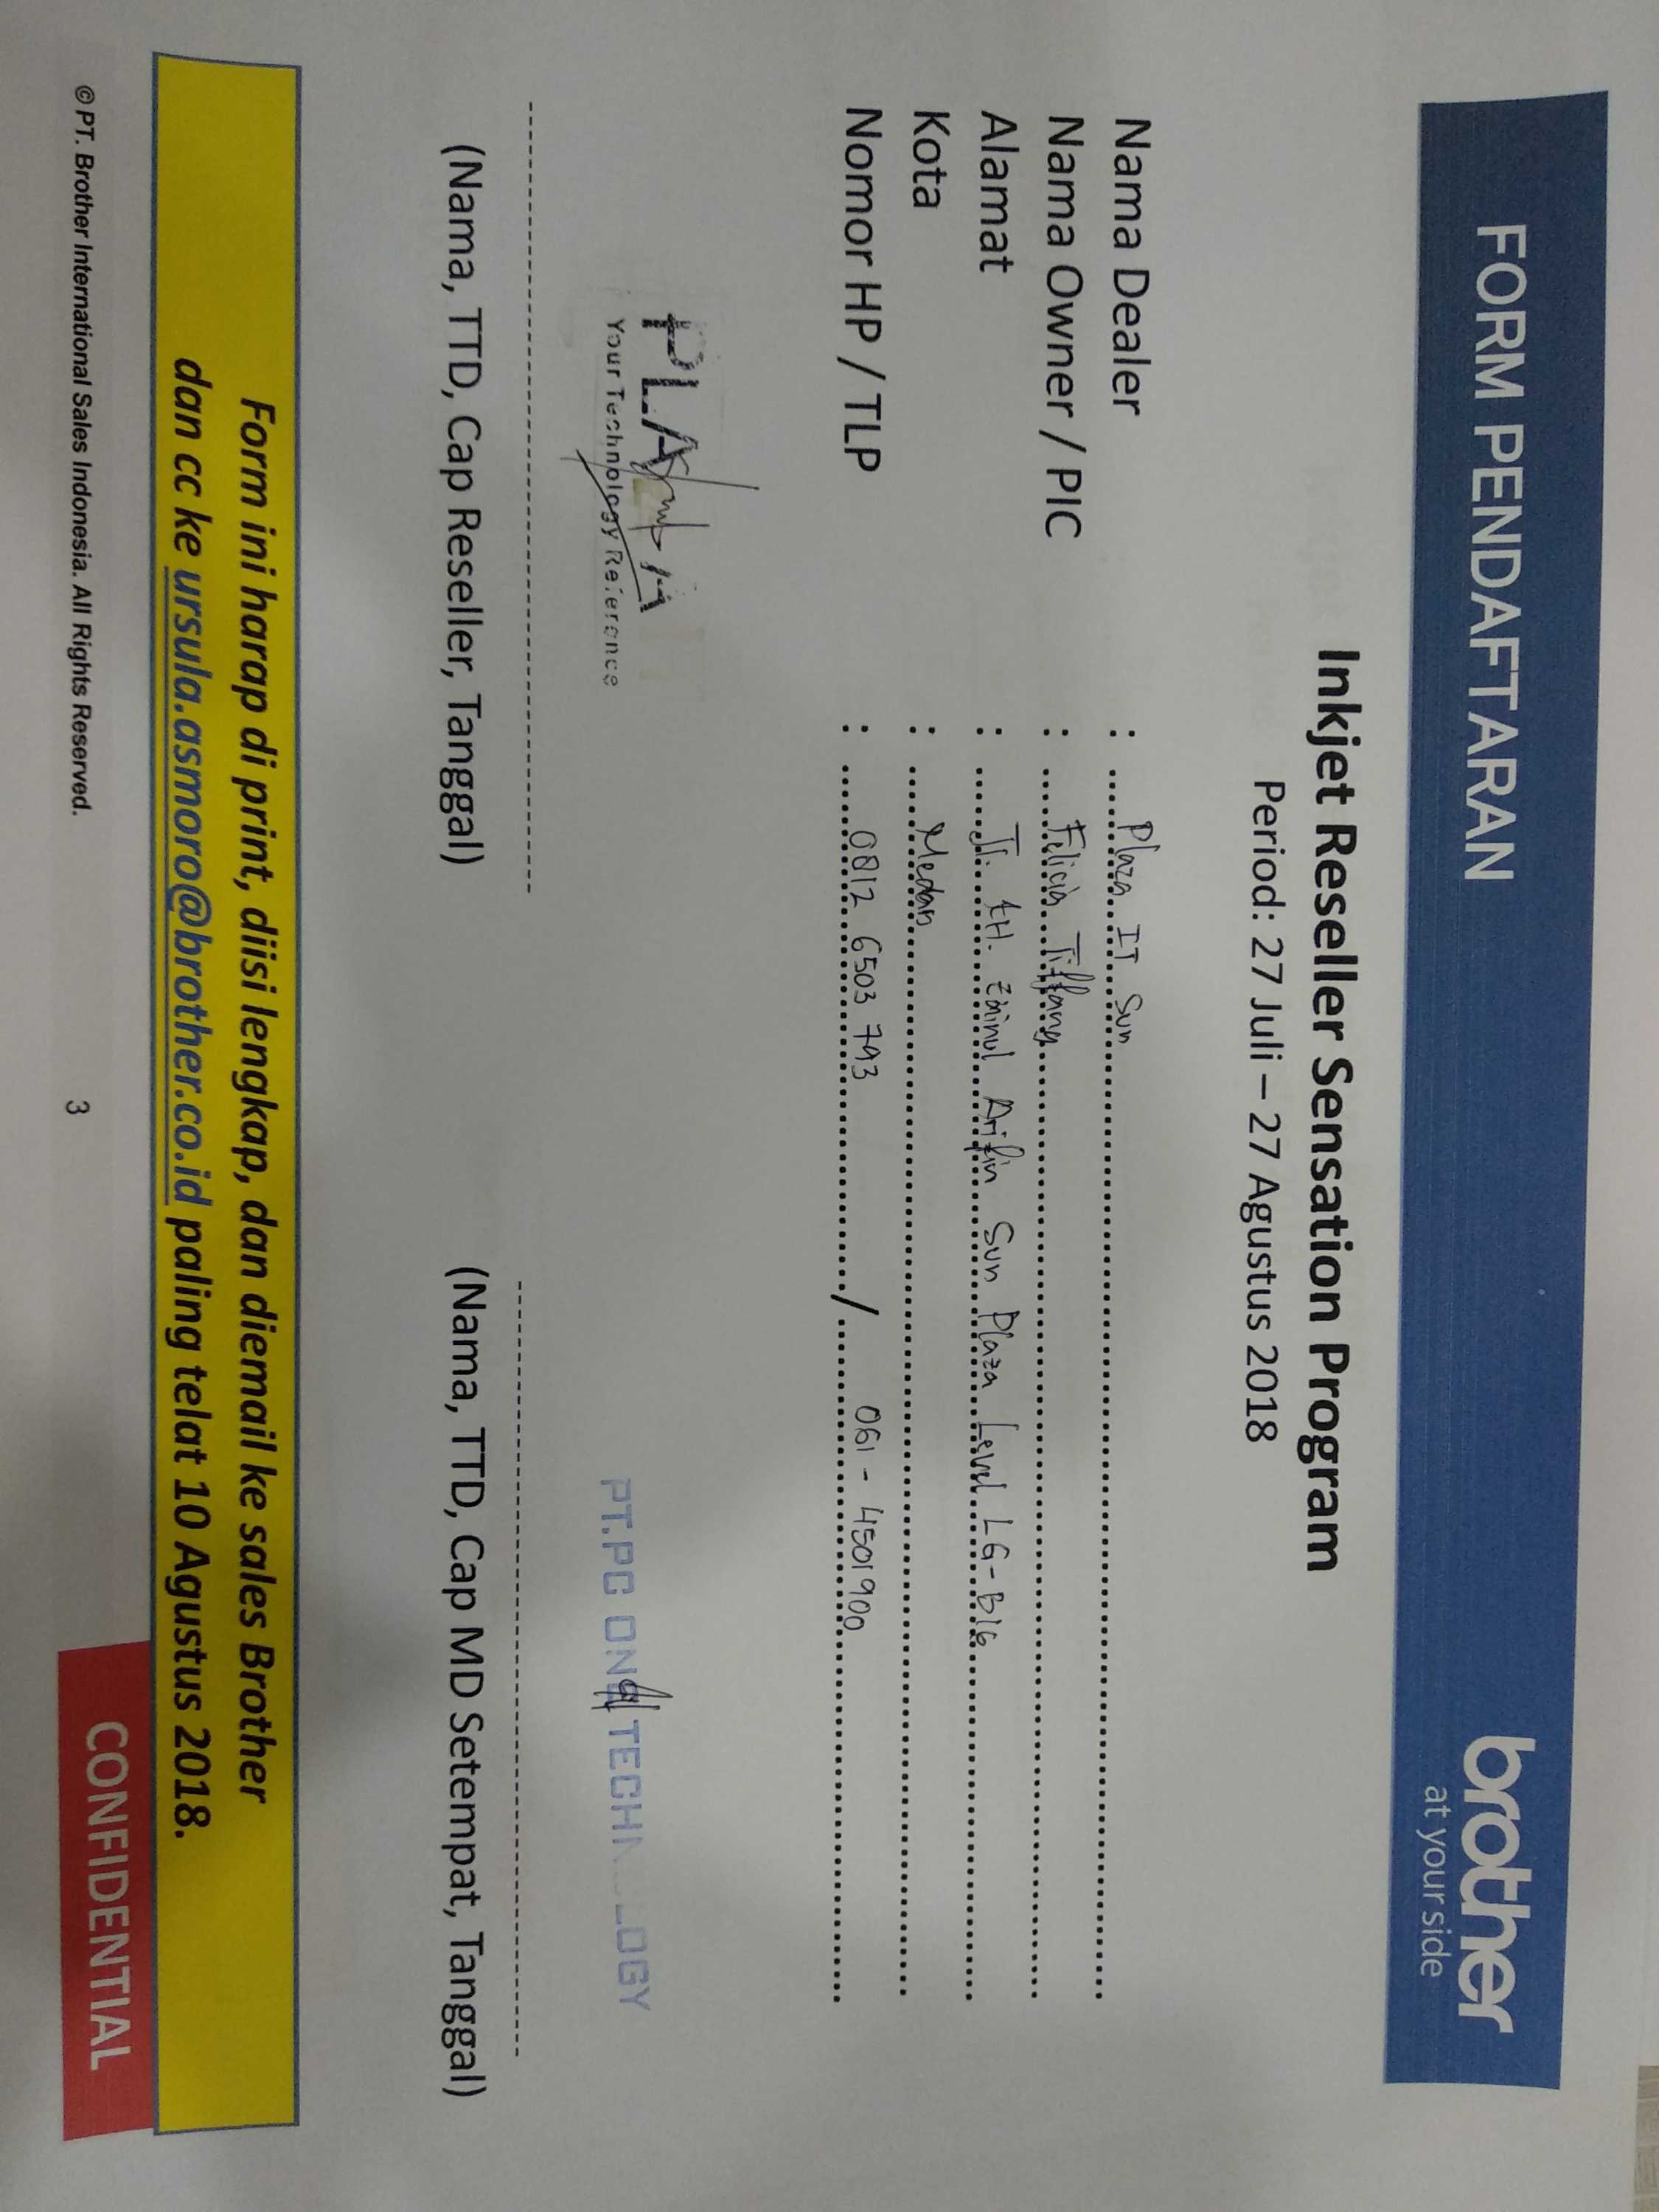 FORM PENDAFTARAN
brother
at your side
Inkjet Reseller Sensation Program
Period: 27 Juli – 27 Agustus 2018
Nama Dealer : Plaza IT Sun
Nama Owner / PIC : Felicia Tiffany
Alamat : Jl. KH. Zainul Arifin Sun Plaza Level LG-B16
Kota : Medan
Nomor HP / TLP : 0812 6503 793 / 061 - 4501900
PLA
Your Technology Reference
PT.PC ONE TECHN LOGY
(Nama, TTD, Cap Reseller, Tanggal)
(Nama, TTD, Cap MD Setempat, Tanggal)
Form ini harap di print, diisi lengkap, dan diemail ke sales Brother
dan cc ke ursula.asmoro@brother.co.id paling telat 10 Agustus 2018.
© PT. Brother International Sales Indonesia. All Rights Reserved.
3
CONFIDENTIAL